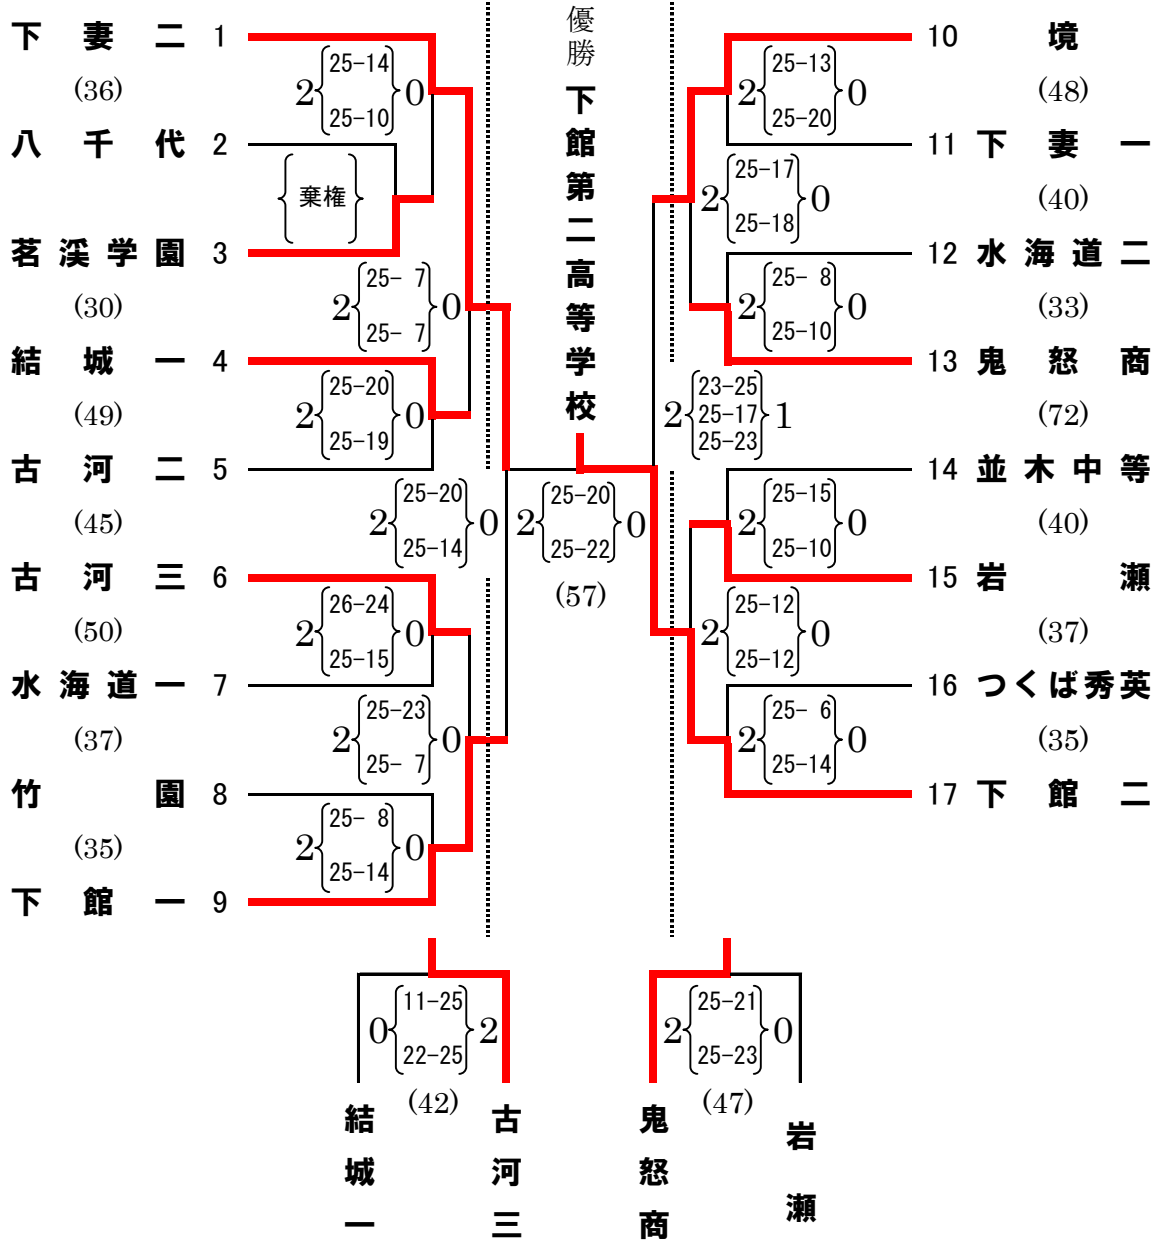 優勝 下館第二高等学校
下妻二 1
(36)
2 25-14 0
25-10
八千代 2
棄権
茗渓学園 3
(30)
2 25- 7 0
25- 7
結城一 4
(49)
2 25-20 0
25-19
古河二 5
(45)
2 25-20 0
25-14
古河三 6
(50)
2 26-24 0
25-15
水海道一 7
(37)
2 25-23 0
25- 7
竹園 8
(35)
2 25- 8 0
25-14
下館一 9
2 25-20 0
25-22
(57)
10 境
(48)
2 25-13 0
25-20
11 下妻一
(40)
2 25-17 0
25-18
12 水海道二
(33)
2 25- 8 0
25-10
13 鬼怒商
(72)
23-25
2 25-17 1
25-23
14 並木中等
(40)
2 25-15 0
25-10
15 岩瀬
(37)
2 25-12 0
25-12
16 つくば秀英
(35)
2 25- 6 0
25-14
17 下館二
0 11-25 2
22-25
(42)
結城一
古河三
2 25-21 0
25-23
(47)
鬼怒商
岩瀬